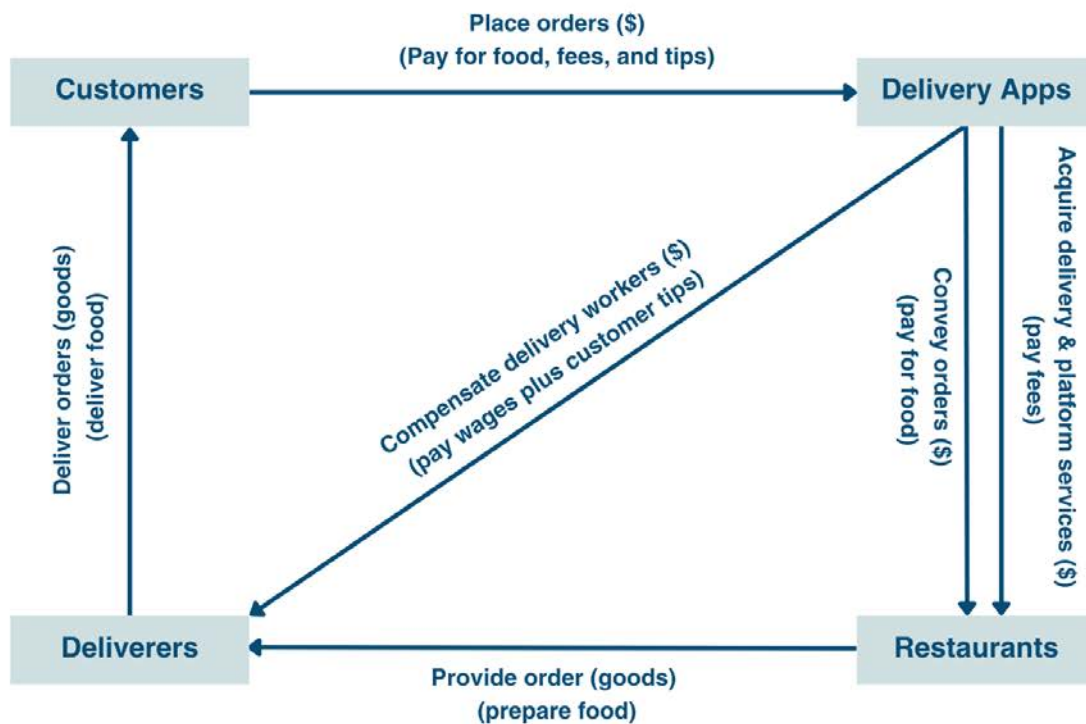 Place orders ($)
(Pay for food, fees, and tips)
Customers
Delivery Apps
Deliver orders (goods)
(deliver food)
Compensate delivery workers ($)
(pay wages plus customer tips)
Convey orders ($)
(pay for food)
Acquire delivery & platform services ($)
(pay fees)
Deliverers
Restaurants
Provide order (goods)
(prepare food)